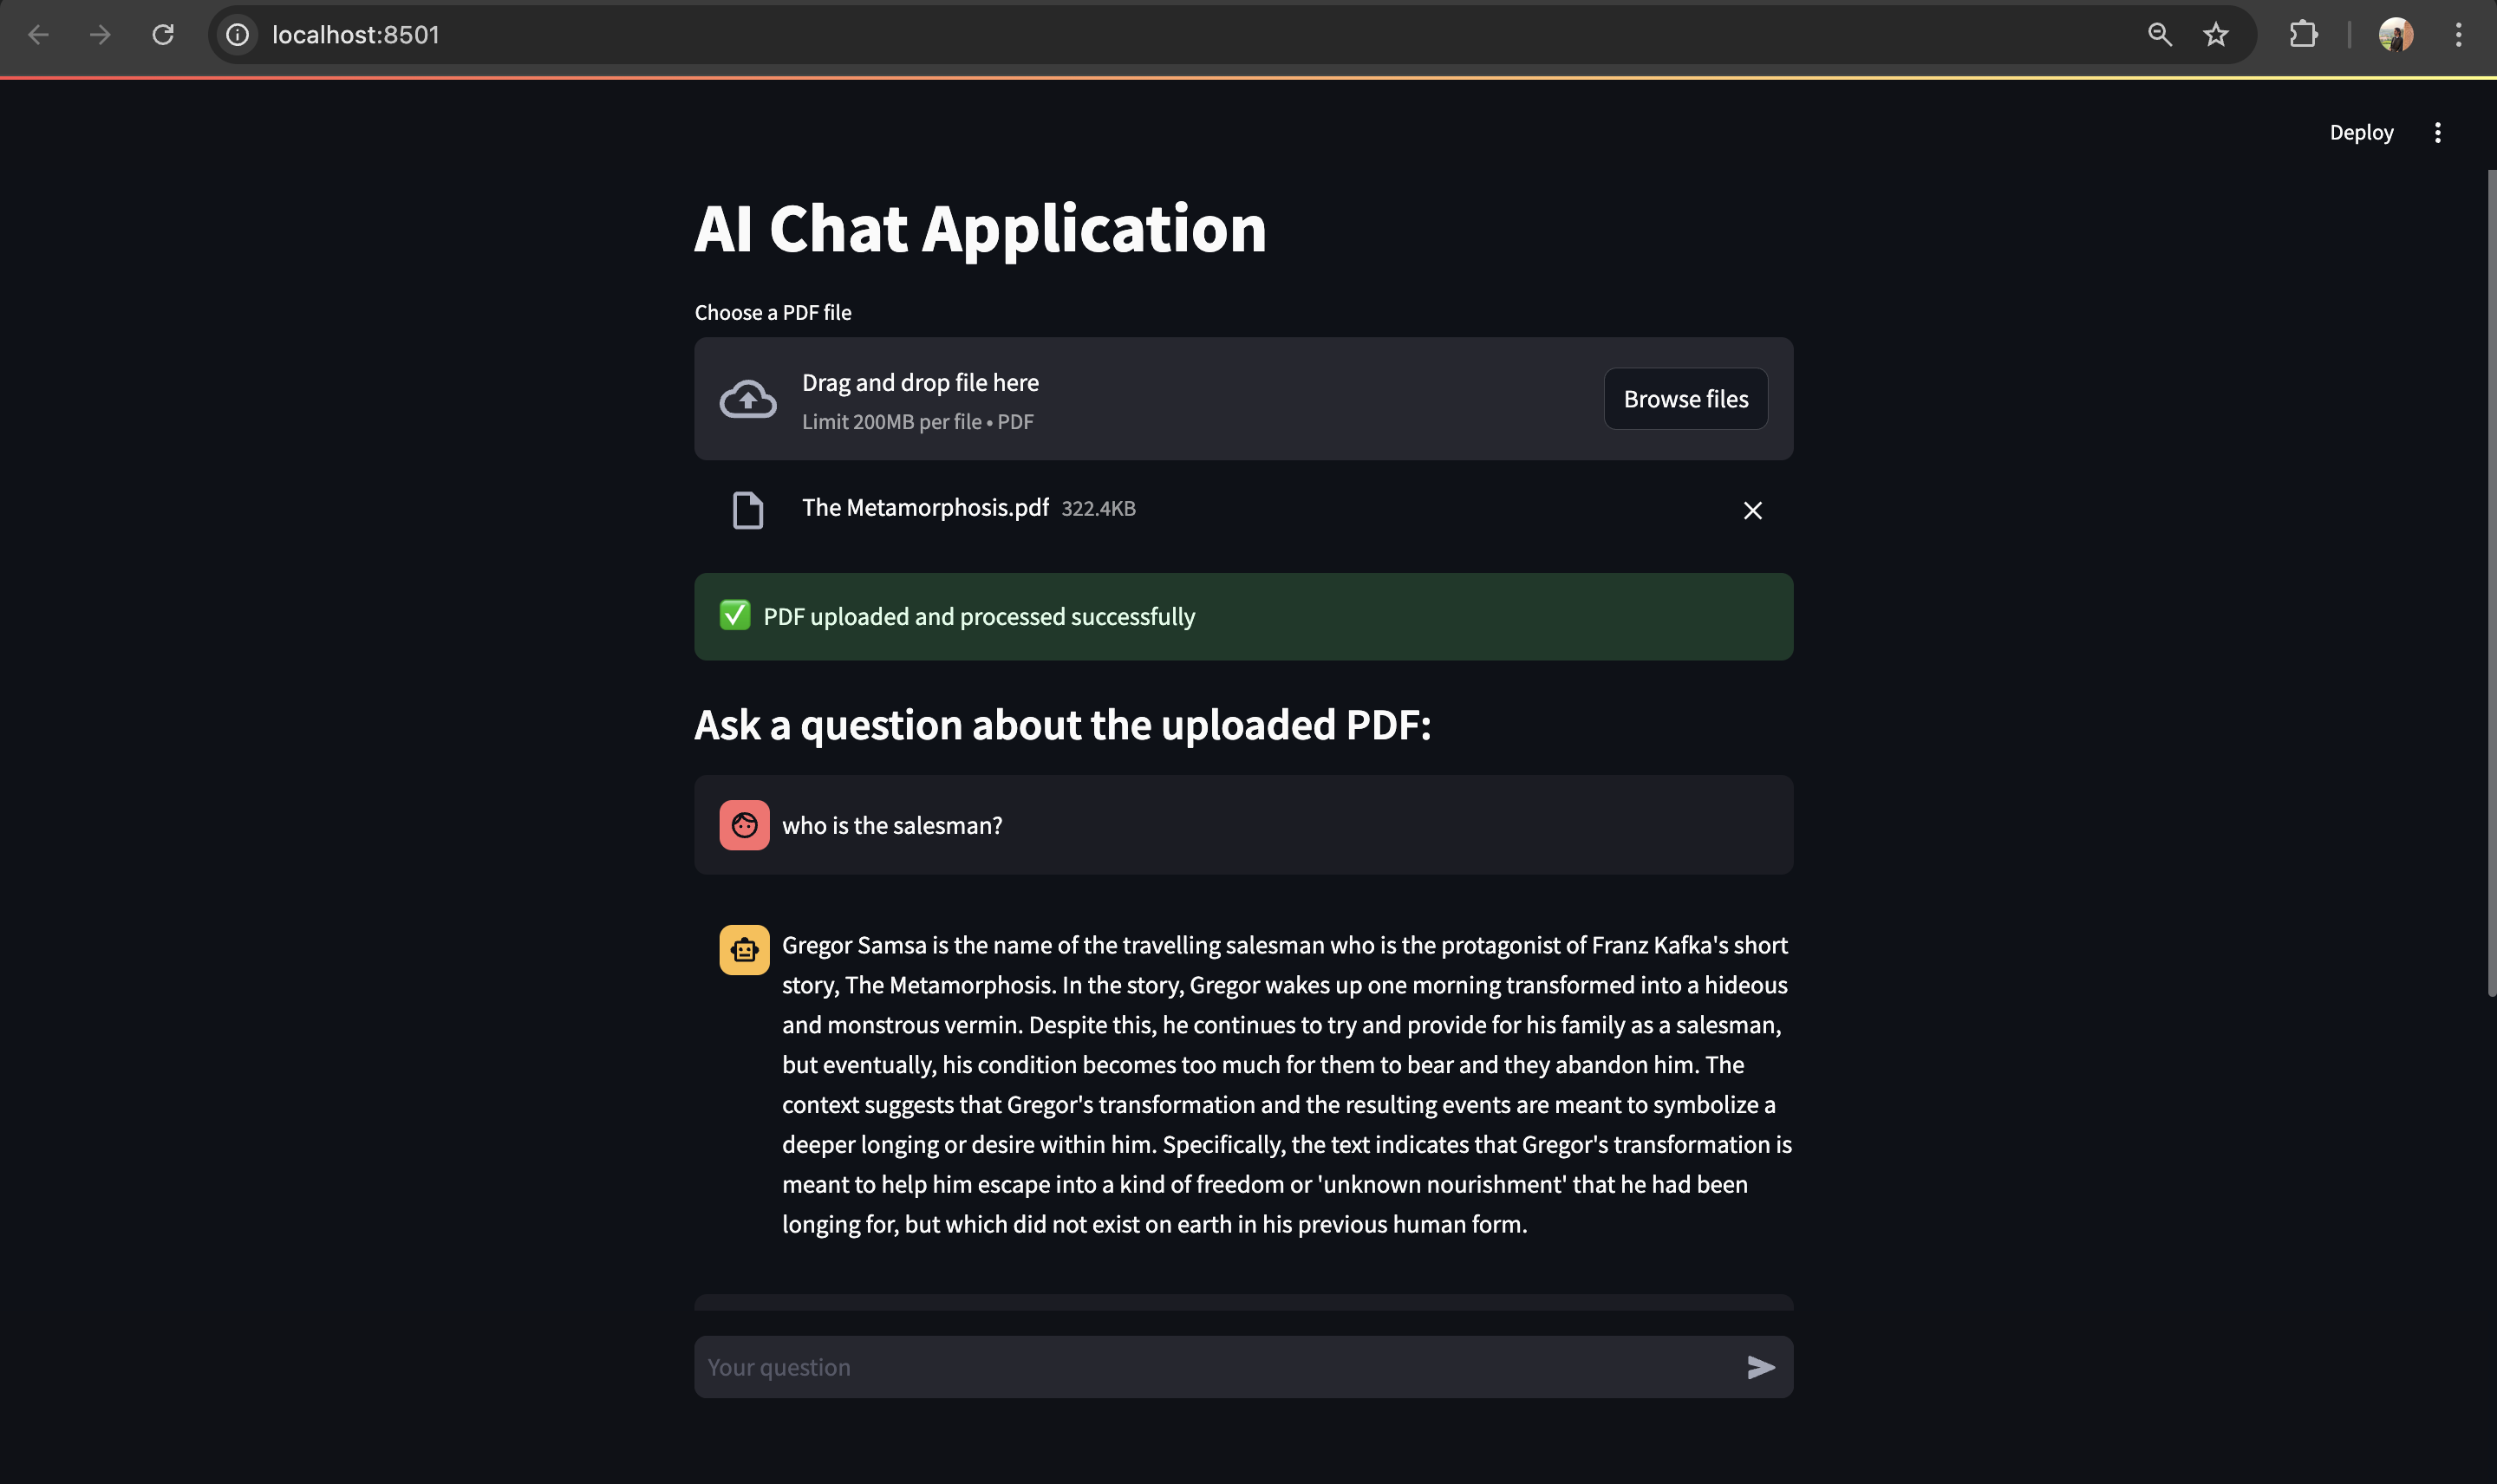 localhost:8501
Deploy
AI Chat Application
Choose a PDF file
Drag and drop file here
Limit 200MB per file • PDF
Browse files
The Metamorphosis.pdf 322.4KB
✅ PDF uploaded and processed successfully
Ask a question about the uploaded PDF:
who is the salesman?
Gregor Samsa is the name of the travelling salesman who is the protagonist of Franz Kafka's short
story, The Metamorphosis. In the story, Gregor wakes up one morning transformed into a hideous
and monstrous vermin. Despite this, he continues to try and provide for his family as a salesman,
but eventually, his condition becomes too much for them to bear and they abandon him. The
context suggests that Gregor's transformation and the resulting events are meant to symbolize a
deeper longing or desire within him. Specifically, the text indicates that Gregor's transformation is
meant to help him escape into a kind of freedom or 'unknown nourishment' that he had been
longing for, but which did not exist on earth in his previous human form.
Your question